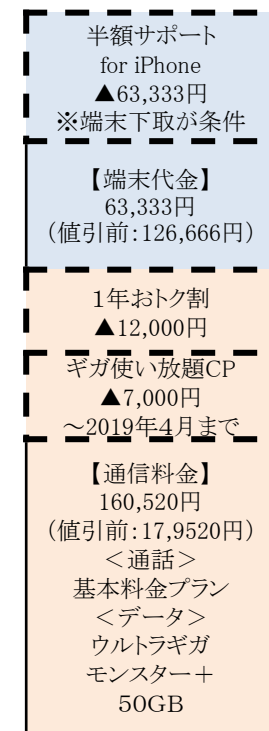 半額サポート
for iPhone
▲63,333円
※端末下取が条件
【端末代金】
63,333円
（値引前：126,666円）
1年おトク割
▲12,000円
ギガ使い放題CP
▲7,000円
～2019年4月まで
【通信料金】
160,520円
（値引前：17,9520円）
＜通話＞
基本料金プラン
＜データ＞
ウルトラギガ
モンスター＋
50GB